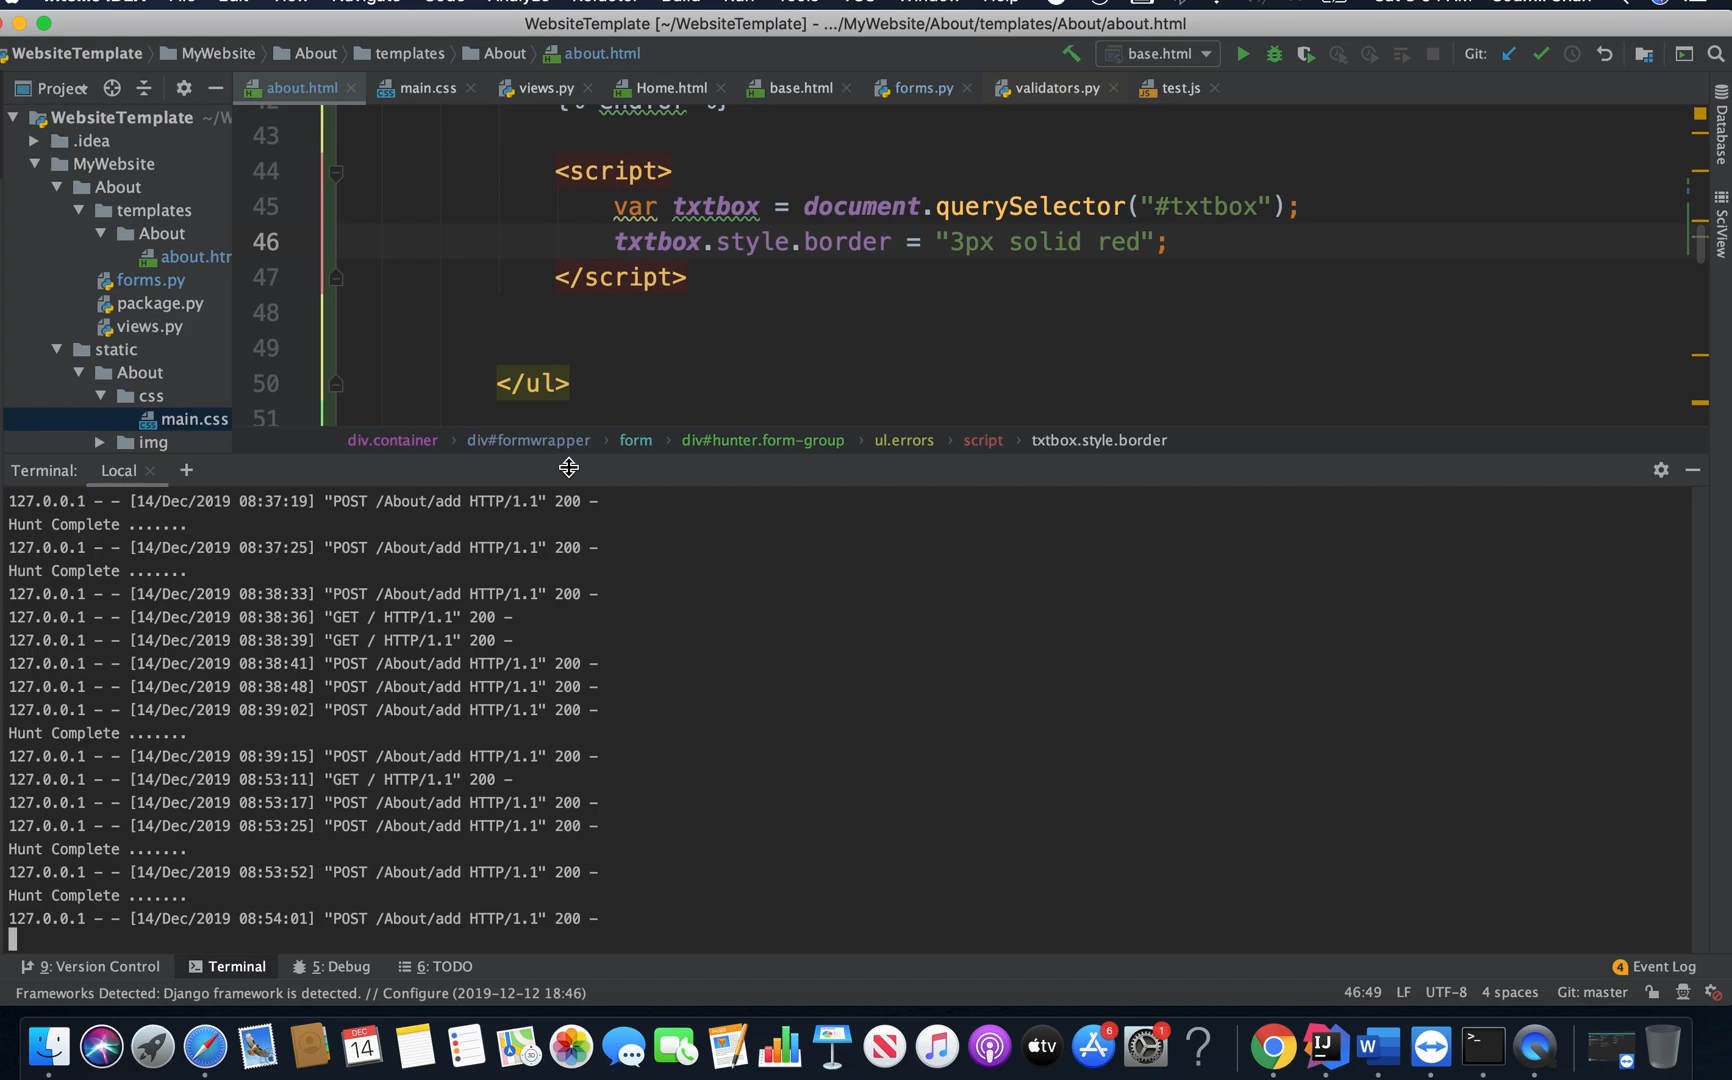 WebsiteTemplate [~/WebsiteTemplate] - .../MyWebsite/About/templates/About/about.html
WebsiteTemplate MyWebsite About templates About about.html
base.html
Git:
Project
about.html main.css views.py Home.html base.html forms.py validators.py test.js
WebsiteTemplate ~/W
.idea
MyWebsite
About
templates
About
about.htr
forms.py
package.py
views.py
static
About
css
main.css
img
43
44 <script>
45 var txtbox = document.querySelector("#txtbox");
46 txtbox.style.border = "3px solid red";
47 </script>
48
49
50 </ul>
51
Database
SciView
div.container div#formwrapper form div#hunter.form-group ul.errors script txtbox.style.border
Terminal: Local +
127.0.0.1 - - [14/Dec/2019 08:37:19] "POST /About/add HTTP/1.1" 200 -
Hunt Complete .......
127.0.0.1 - - [14/Dec/2019 08:37:25] "POST /About/add HTTP/1.1" 200 -
Hunt Complete .......
127.0.0.1 - - [14/Dec/2019 08:38:33] "POST /About/add HTTP/1.1" 200 -
127.0.0.1 - - [14/Dec/2019 08:38:36] "GET / HTTP/1.1" 200 -
127.0.0.1 - - [14/Dec/2019 08:38:39] "GET / HTTP/1.1" 200 -
127.0.0.1 - - [14/Dec/2019 08:38:41] "POST /About/add HTTP/1.1" 200 -
127.0.0.1 - - [14/Dec/2019 08:38:48] "POST /About/add HTTP/1.1" 200 -
127.0.0.1 - - [14/Dec/2019 08:39:02] "POST /About/add HTTP/1.1" 200 -
Hunt Complete .......
127.0.0.1 - - [14/Dec/2019 08:39:15] "POST /About/add HTTP/1.1" 200 -
127.0.0.1 - - [14/Dec/2019 08:53:11] "GET / HTTP/1.1" 200 -
127.0.0.1 - - [14/Dec/2019 08:53:17] "POST /About/add HTTP/1.1" 200 -
127.0.0.1 - - [14/Dec/2019 08:53:25] "POST /About/add HTTP/1.1" 200 -
Hunt Complete .......
127.0.0.1 - - [14/Dec/2019 08:53:52] "POST /About/add HTTP/1.1" 200 -
Hunt Complete .......
127.0.0.1 - - [14/Dec/2019 08:54:01] "POST /About/add HTTP/1.1" 200 -
9: Version Control Terminal 5: Debug 6: TODO 4 Event Log
Frameworks Detected: Django framework is detected. // Configure (2019-12-12 18:46) 46:49 LF UTF-8 4 spaces Git: master
DEC
14
3D
tv
6
1
?
IJ
W
>_